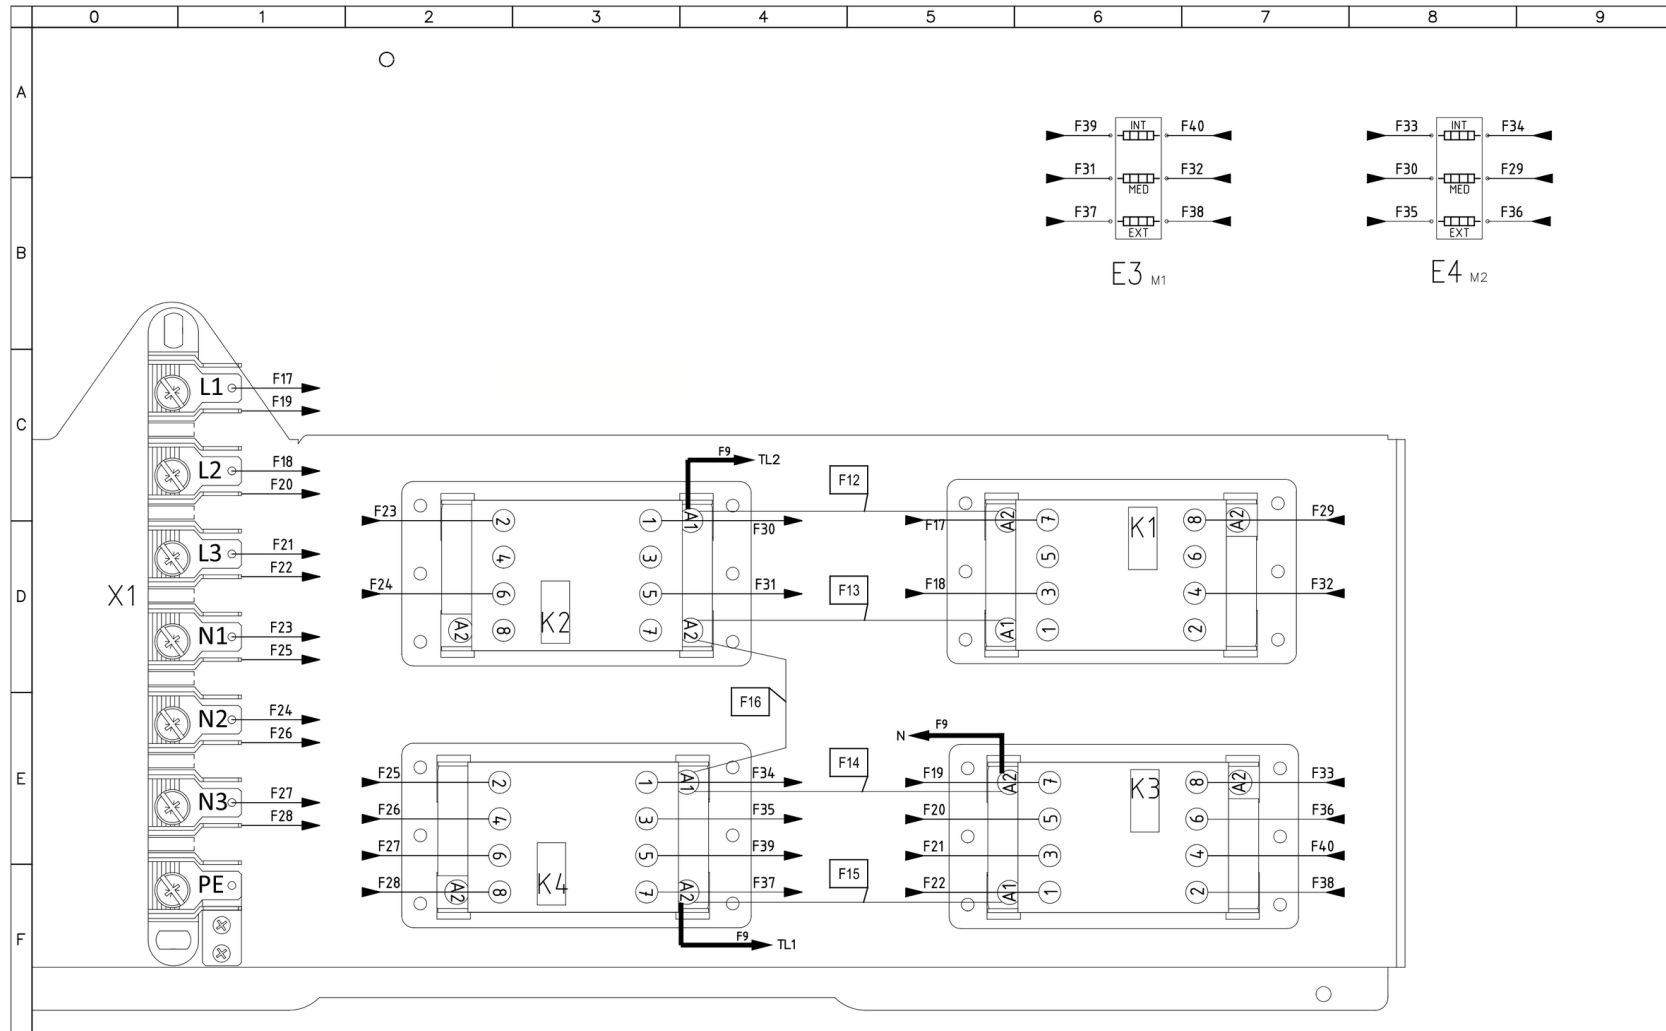 0 1 2 3 4 5 6 7 8 9
A
F39 INT F40 F33 INT F34
F31 F32 F30 F29
MED MED
F37 F38 F35 F36
EXT EXT
B
E3 M1 E4 M2
L1 F17
F19
C
F9 TL2
L2 F18
F12
F20
F23 2 1 A1 F30 F17 A2 7 K1 8 A2 F29
L3 F21
4 3 5 6
F22
X1 D
F24 6 5 F31 F13 F18 3 4 F32
K2
A2 8 7 A2 A1 1 2
N1 F23
F25
F16
N2 F24
N F9
F26
F14
E
F25 2 1 A1 F34 F19 A2 7 K3 8 A2 F33
N3 F27
F26 4 3 F35 F20 5 6 F36
F28
F27 6 5 F39 F21 3 4 F40
F15
PE
F28 A2 8 K4 7 A2 F37 F22 A1 1 2 F38
F
F9 TL1